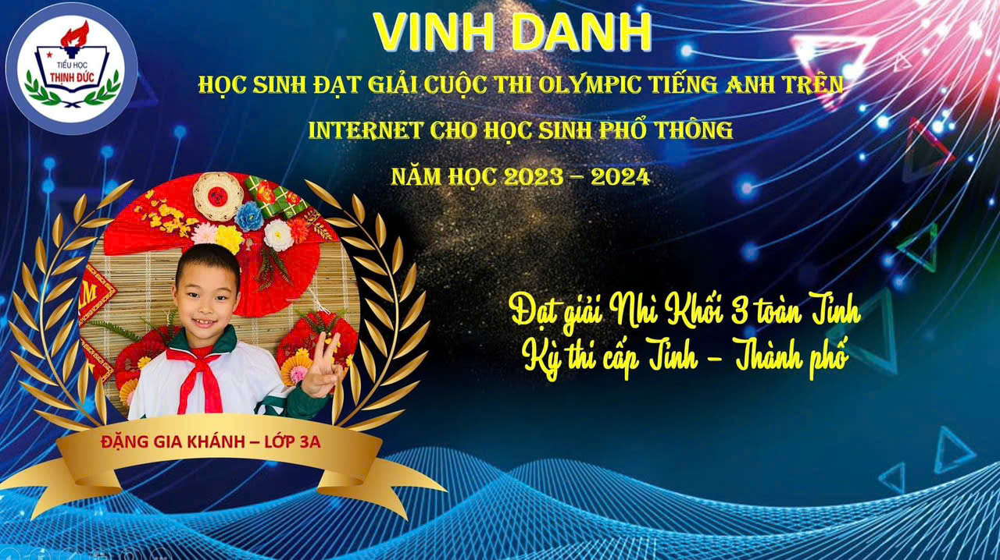 TIỂU HỌC
THỊNH ĐỨC
VINH DANH
HỌC SINH ĐẠT GIẢI CUỘC THI OLYMPIC TIẾNG ANH TRÊN
INTERNET CHO HỌC SINH PHỔ THÔNG
NĂM HỌC 2023 – 2024
Đạt giải Nhì Khối 3 toàn Tỉnh
Kỳ thi cấp Tỉnh – Thành phố
ĐẶNG GIA KHÁNH – LỚP 3A